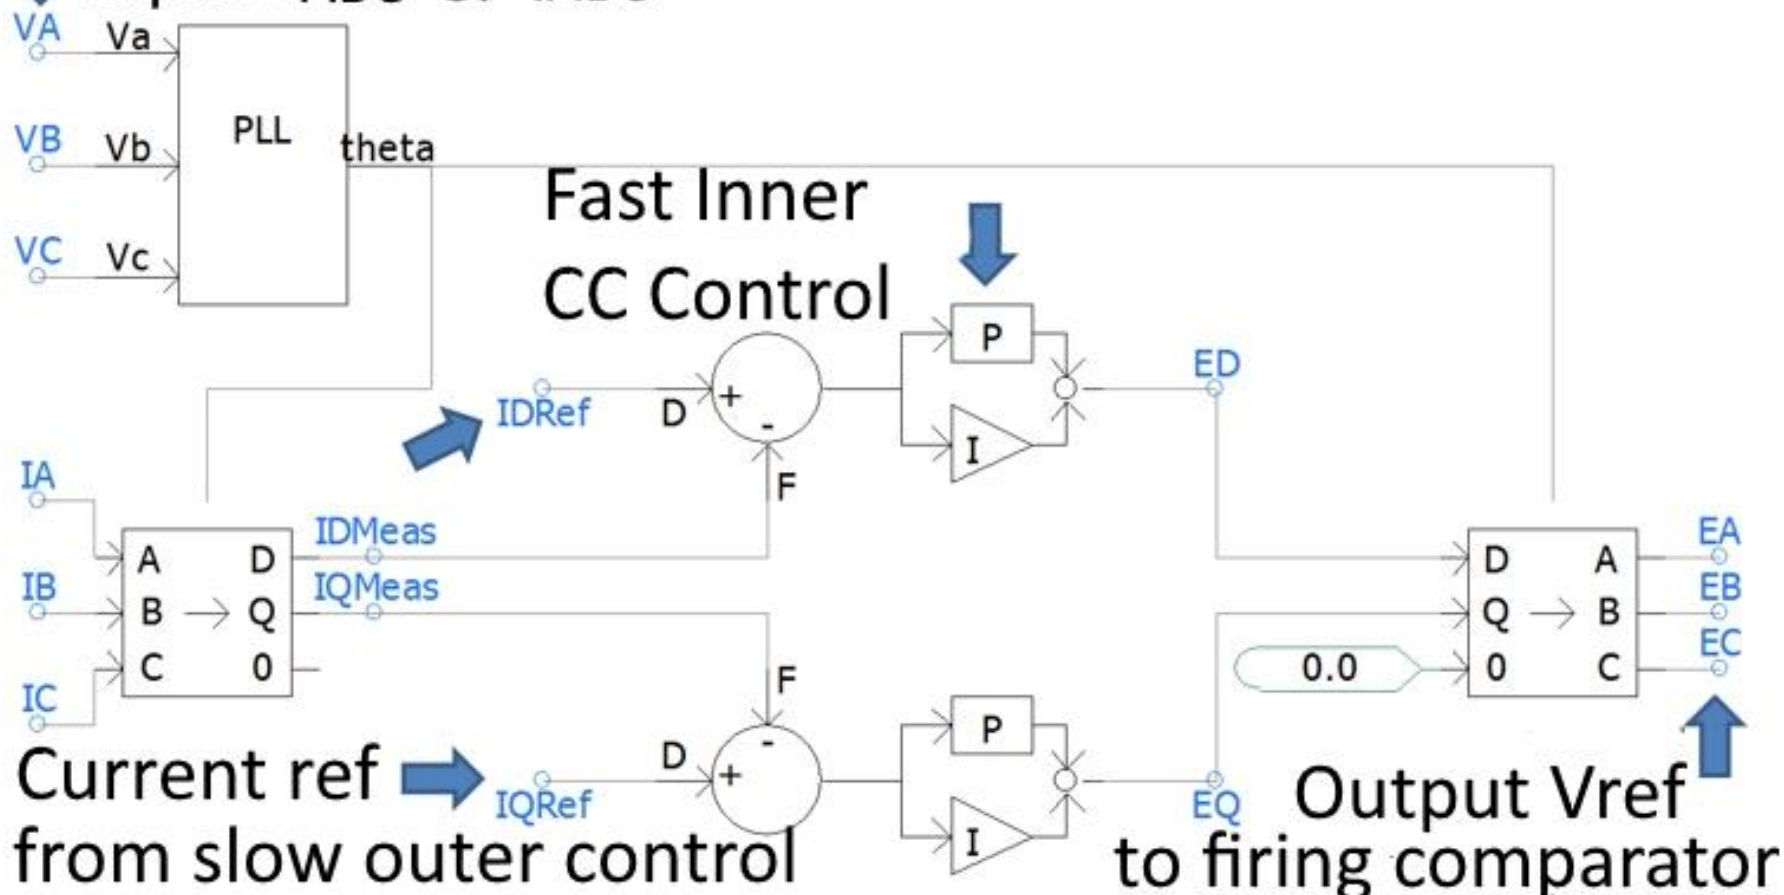 VA Va
PLL
VB Vb
theta
VC Vc
Fast Inner
CC Control
P
I
IDRef
D
+
-
F
ED
IA
IB
IC
A D
B Q
C 0
IDMeas
IQMeas
F
D
+
-
IQRef
P
I
EQ
0.0
D A
Q B
0 C
EA
EB
EC
Current ref
from slow outer control
Output Vref
to firing comparator